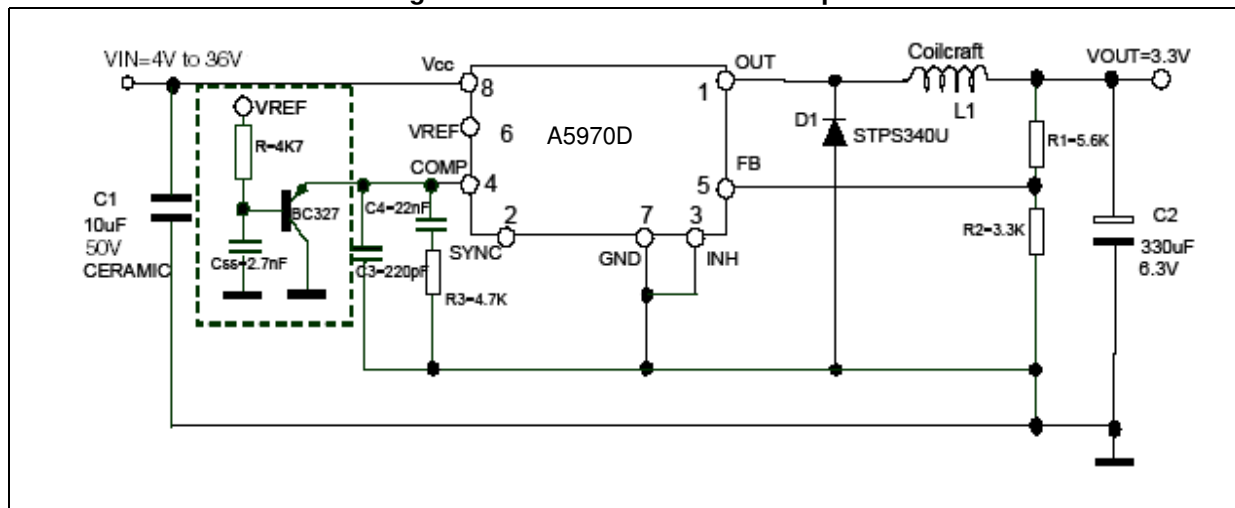 VIN=4V to 36V
VREF
R=4K7
BC327
Css=2.7nF
C1
10uF
50V
CERAMIC
C4=22nF
C3=220pF
R3=4.7K
Vcc
8
VREF
6
COMP
4
A5970D
OUT
1
FB
5
2
SYNC
7
GND
3
INH
D1
STPS340U
Coilcraft
L1
VOUT=3.3V
R1=5.6K
R2=3.3K
C2
330uF
6.3V